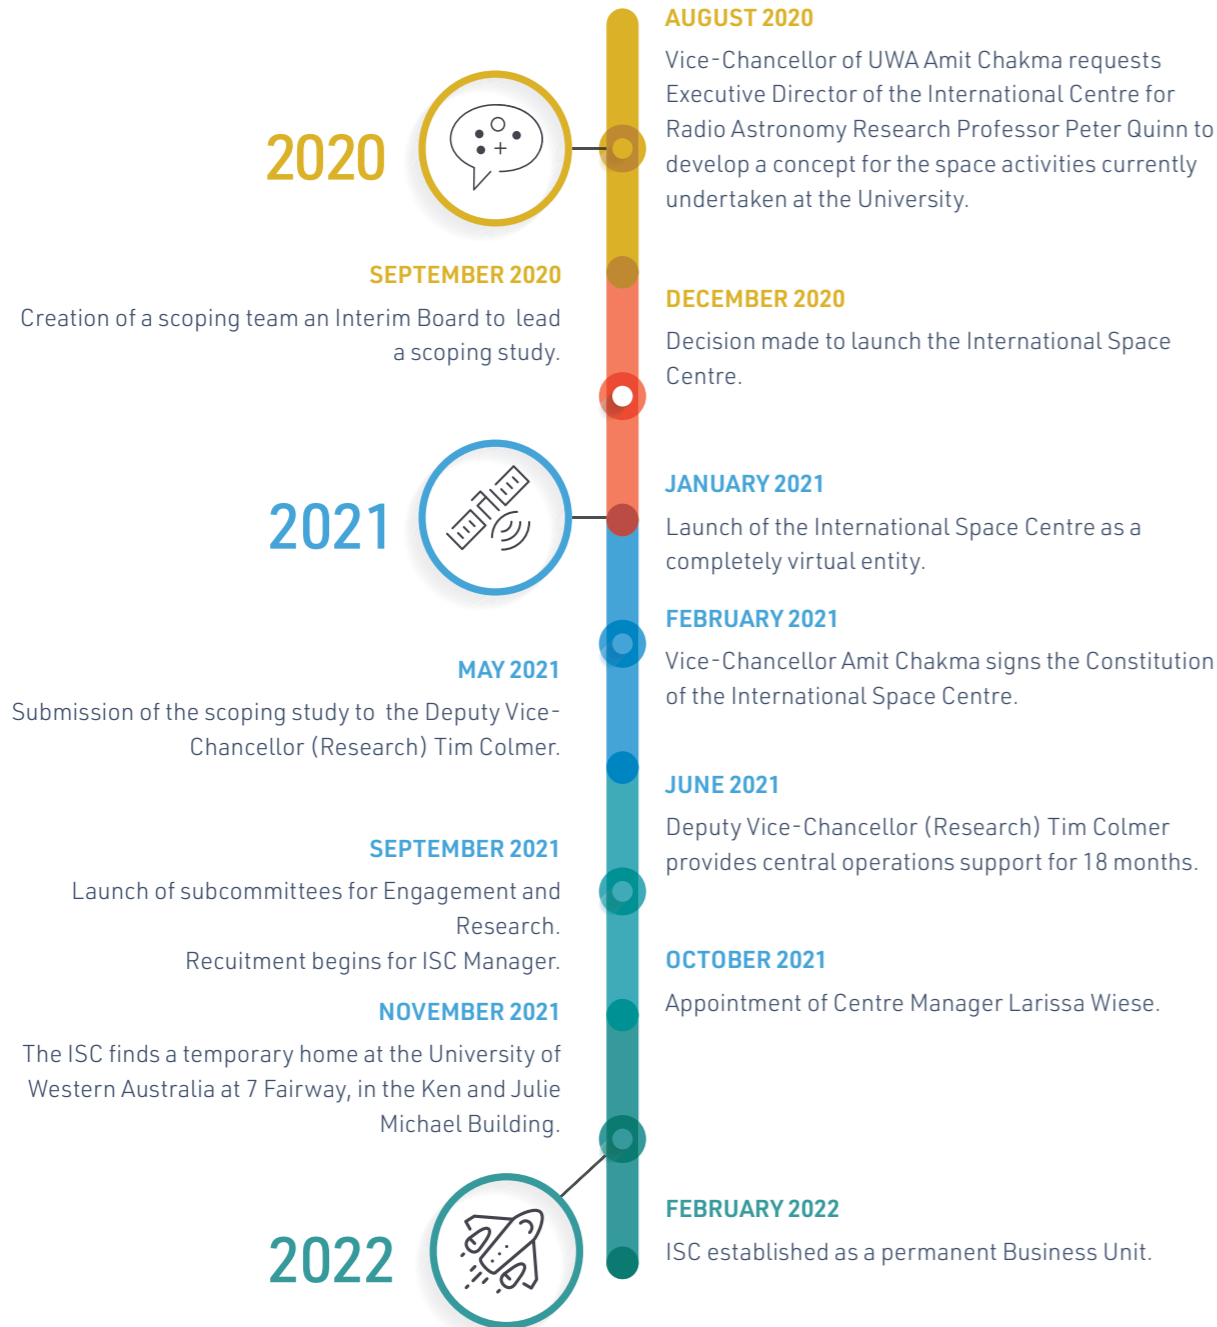 AUGUST 2020
Vice-Chancellor of UWA Amit Chakma requests
Executive Director of the International Centre for
Radio Astronomy Research Professor Peter Quinn to
develop a concept for the space activities currently
undertaken at the University.
2020
SEPTEMBER 2020
Creation of a scoping team an Interim Board to  lead
a scoping study.
DECEMBER 2020
Decision made to launch the International Space
Centre.
2021
JANUARY 2021
Launch of the International Space Centre as a
completely virtual entity.
FEBRUARY 2021
Vice-Chancellor Amit Chakma signs the Constitution
of the International Space Centre.
MAY 2021
Submission of the scoping study to  the Deputy Vice-
Chancellor (Research) Tim Colmer.
JUNE 2021
Deputy Vice-Chancellor (Research) Tim Colmer
provides central operations support for 18 months.
SEPTEMBER 2021
Launch of subcommittees for Engagement and
Research.
Recuitment begins for ISC Manager.
OCTOBER 2021
Appointment of Centre Manager Larissa Wiese.
NOVEMBER 2021
The ISC finds a temporary home at the University of
Western Australia at 7 Fairway, in the Ken and Julie
Michael Building.
2022
FEBRUARY 2022
ISC established as a permanent Business Unit.